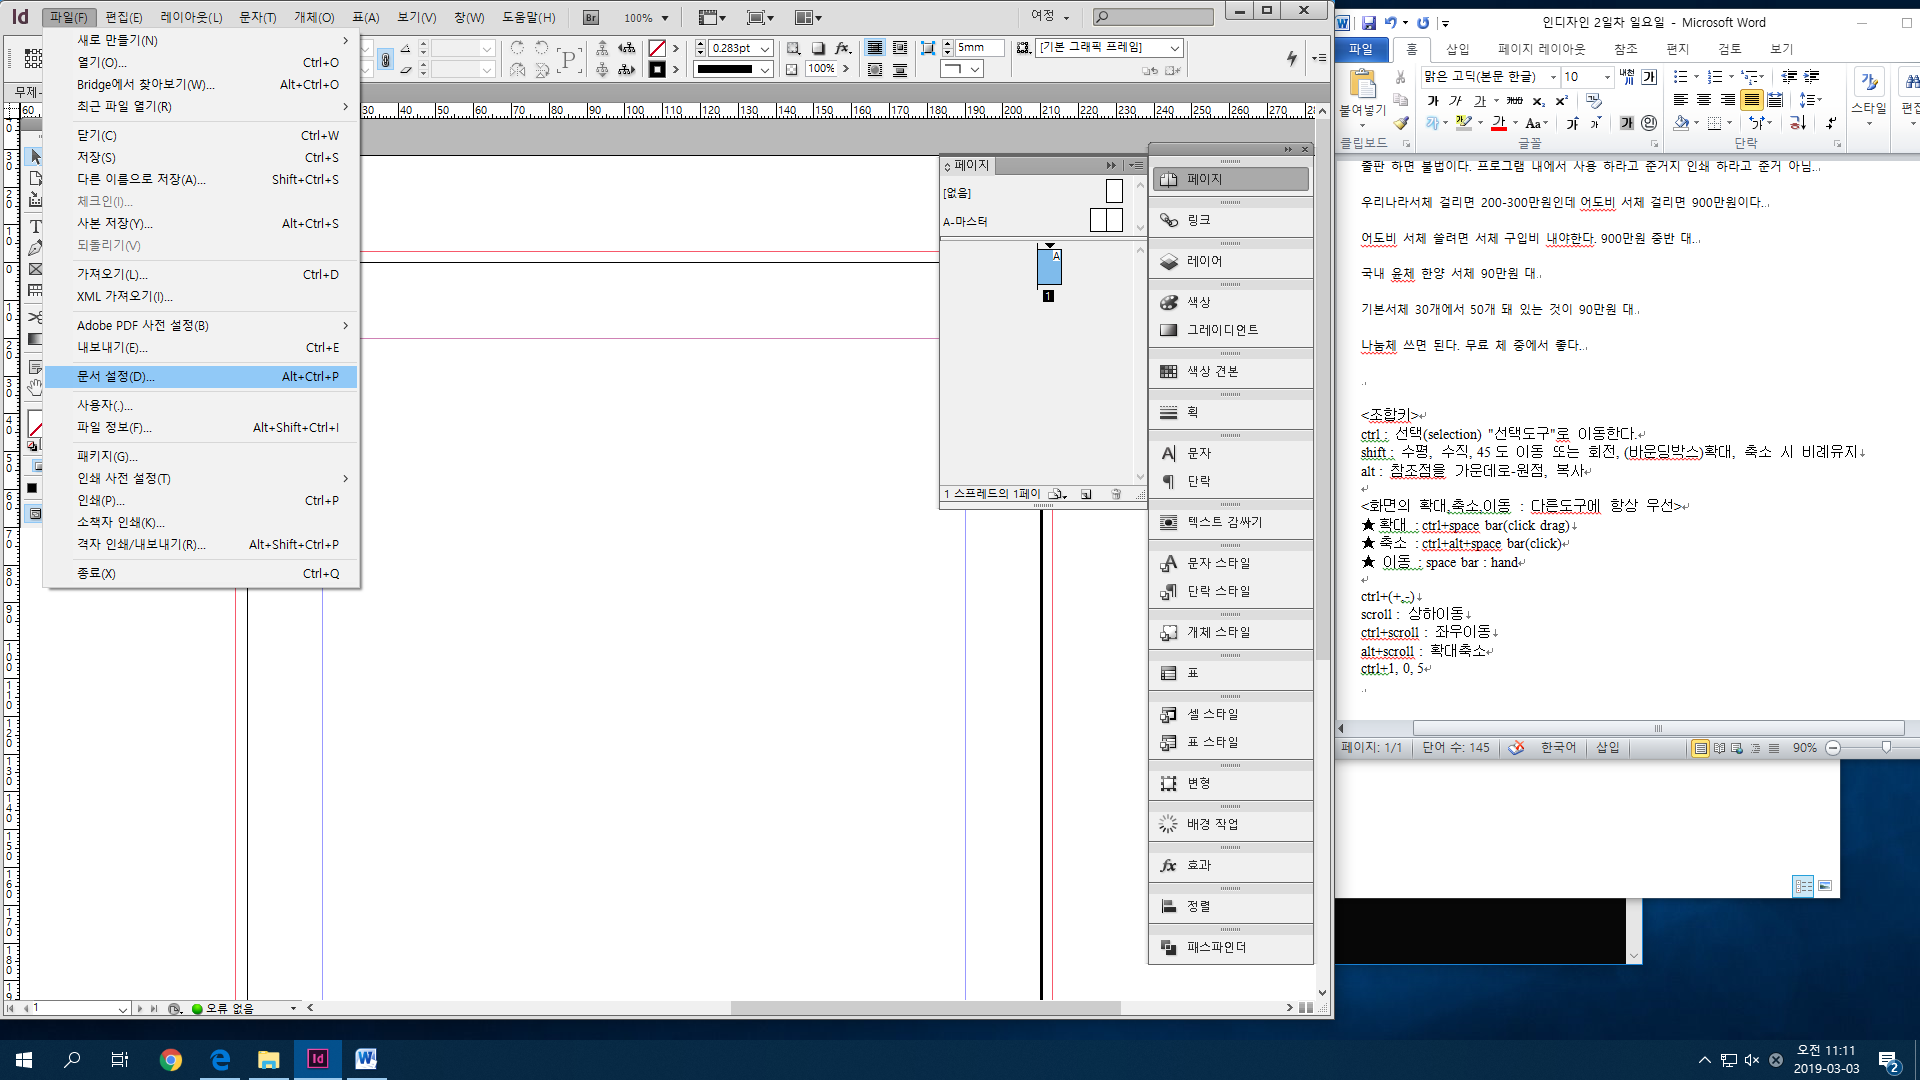 Id 파일(F) 편집(E) 레이아웃(L) 문자(T) 개체(O) 표(A) 보기(V) 창(W) 도움말(H) Br 100% 여정
0.283pt 5mm [기본 그래픽 프레임]
100%
무제-
새로 만들기(N)
열기(O)... Ctrl+O
Bridge에서 찾아보기(W)... Alt+Ctrl+O
최근 파일 열기(R)
닫기(C) Ctrl+W
저장(S) Ctrl+S
다른 이름으로 저장(A)... Shift+Ctrl+S
체크인(I)...
사본 저장(Y)... Alt+Ctrl+S
되돌리기(V)
가져오기(L)... Ctrl+D
XML 가져오기(I)...
Adobe PDF 사전 설정(B)
내보내기(E)... Ctrl+E
문서 설정(D)... Alt+Ctrl+P
사용자(.)...
파일 정보(F)... Alt+Shift+Ctrl+I
패키지(G)...
인쇄 사전 설정(T)
인쇄(P)... Ctrl+P
소책자 인쇄(K)...
격자 인쇄/내보내기(R)... Alt+Shift+Ctrl+P
종료(X) Ctrl+Q
60 30 40 50 60 70 80 90 100 110 120 130 140 150 160 170 180 190 200 210 220 230 240 250 260 270
페이지
[없음]
A-마스터
A
1
1 스프레드의 1페이
페이지
링크
레이어
색상
그레이디언트
색상 견본
획
문자
단락
텍스트 감싸기
문자 스타일
단락 스타일
개체 스타일
표
셀 스타일
표 스타일
변형
배경 작업
효과
정렬
패스파인더
1 오류 없음
인디자인 2일차 일요일 - Microsoft Word
파일 홈 삽입 페이지 레이아웃 참조 편지 검토 보기
맑은 고딕(본문 한글) 10
붙여넣기 스타일 편집
클립보드 글꼴 단락
출판 하면 불법이다. 프로그램 내에서 사용 하라고 준거지 인쇄 하라고 준거 아님..
우리나라서체 걸리면 200-300만원인데 어도비 서체 걸리면 900만원이다..
어도비 서체 쓸려면 서체 구입비 내야한다. 900만원 중반 대..
국내 윤체 한양 서체 90만원 대.
기본서체 30개에서 50개 돼 있는 것이 90만원 대.
나눔체 쓰면 된다. 무료 체 중에서 좋다..
<조합키>
ctrl : 선택(selection) "선택도구"로 이동한다.
shift : 수평, 수직, 45 도 이동 또는 회전, (바운딩박스)확대, 축소 시 비례유지
alt : 참조점을 가운데로-원점, 복사
<화면의 확대,축소,이동 : 다른도구에 항상 우선>
★ 확대 : ctrl+space bar(click drag)
★ 축소 : ctrl+alt+space bar(click)
★ 이동 : space bar : hand
ctrl+(+,-)
scroll : 상하이동
ctrl+scroll : 좌우이동
alt+scroll : 확대축소
ctrl+1, 0, 5
페이지: 1/1 단어 수: 145 한국어 삽입 90%
오전 11:11
2019-03-03
2